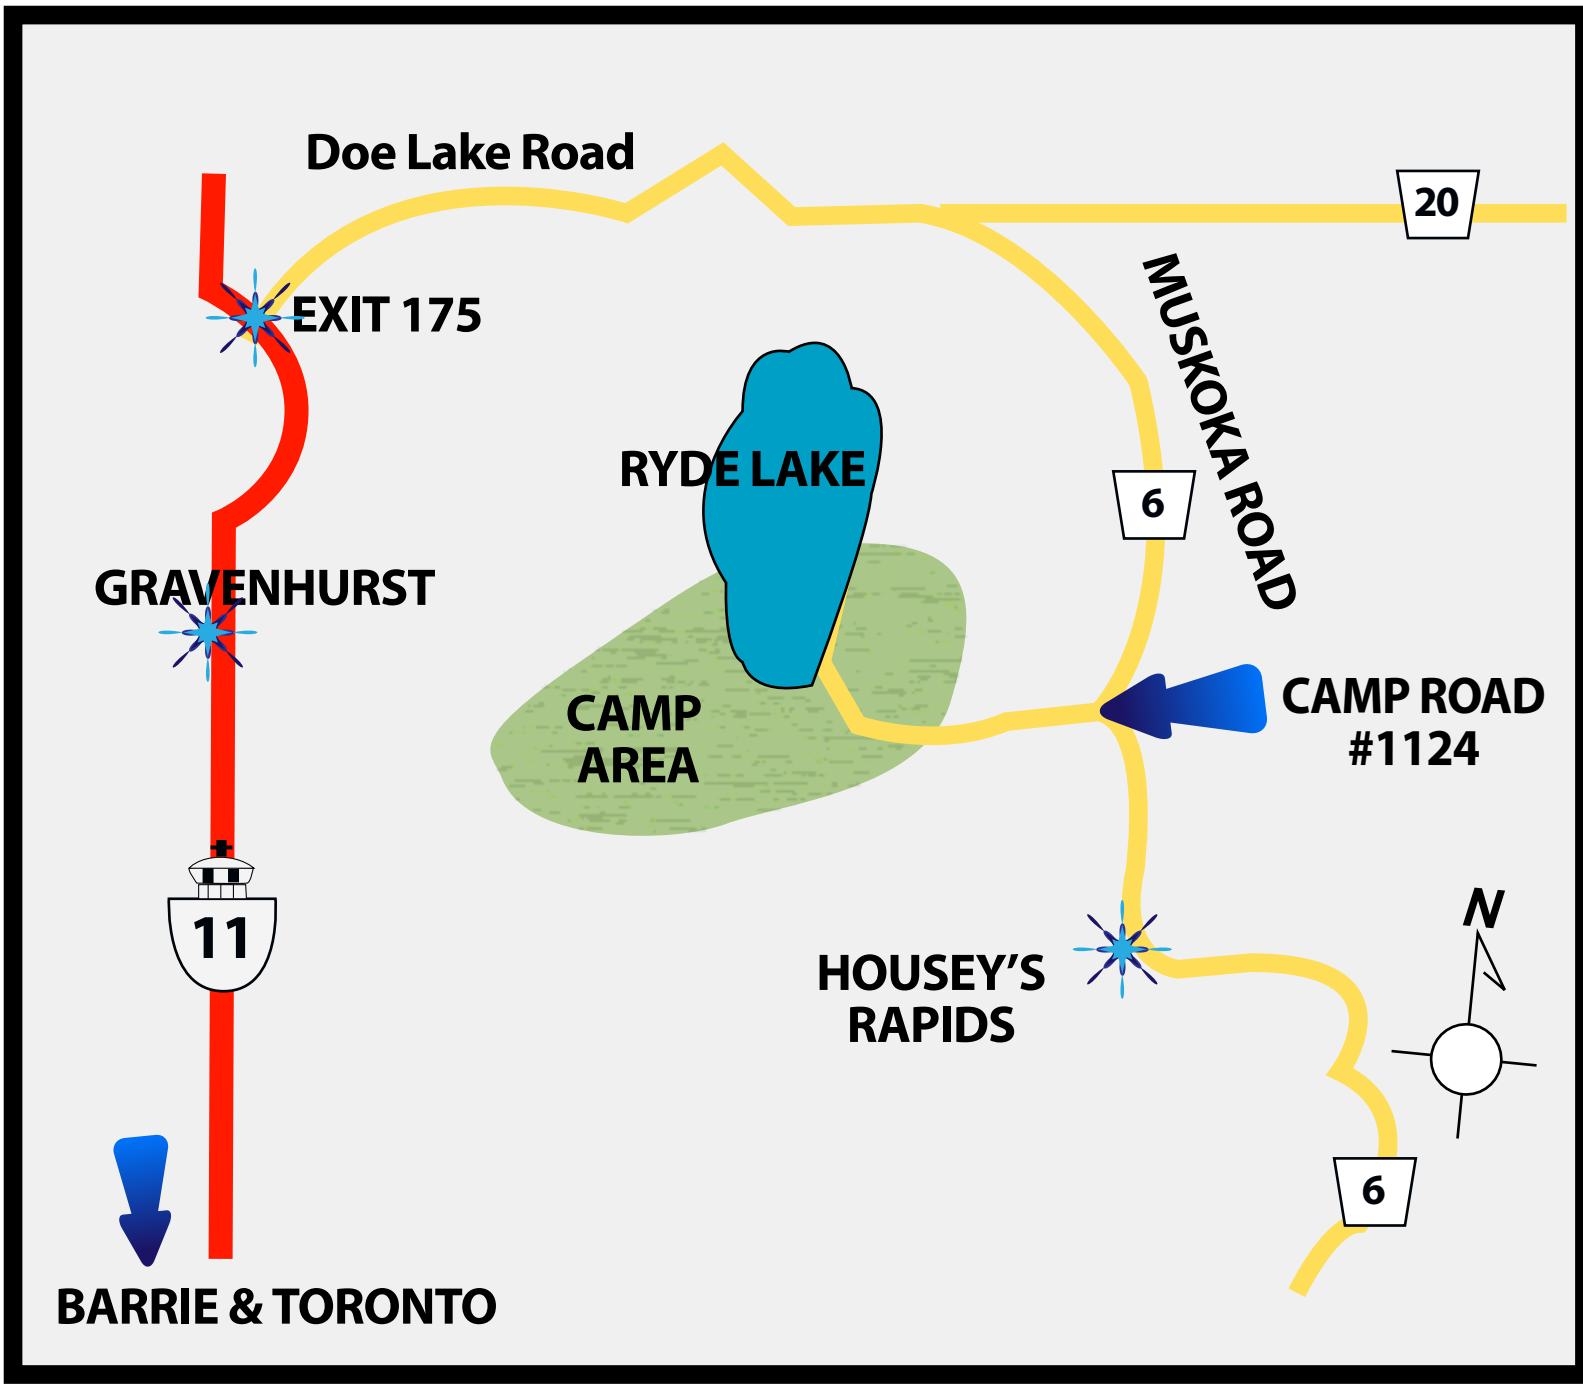 Doe Lake Road
20
EXIT 175
MUSKOKA ROAD
RYDE LAKE
6
GRAVENHURST
CAMP ROAD
#1124
CAMP
AREA
11
N
HOUSEY’S
RAPIDS
6
BARRIE & TORONTO